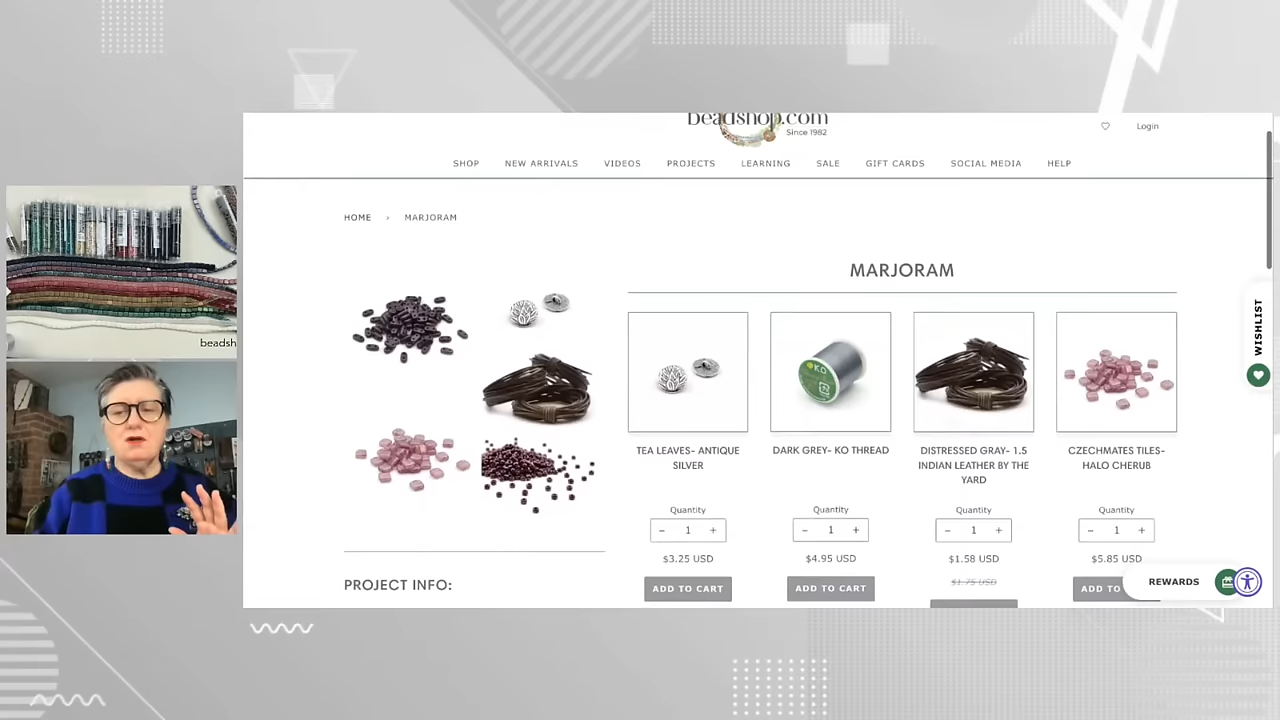 beadshop.com
Since 1982
Login
SHOP
NEW ARRIVALS
VIDEOS
PROJECTS
LEARNING
SALE
GIFT CARDS
SOCIAL MEDIA
HELP
HOME › MARJORAM
MARJORAM
TEA LEAVES- ANTIQUE
SILVER
Quantity
− 1 +
$3.25 USD
ADD TO CART
KO
DARK GREY- KO THREAD
Quantity
− 1 +
$4.95 USD
ADD TO CART
DISTRESSED GRAY- 1.5
INDIAN LEATHER BY THE
YARD
Quantity
− 1 +
$1.58 USD
$1.75 USD
CZECHMATES TILES-
HALO CHERUB
Quantity
− 1 +
$5.85 USD
ADD TO
PROJECT INFO:
WISHLIST
REWARDS
beadsh